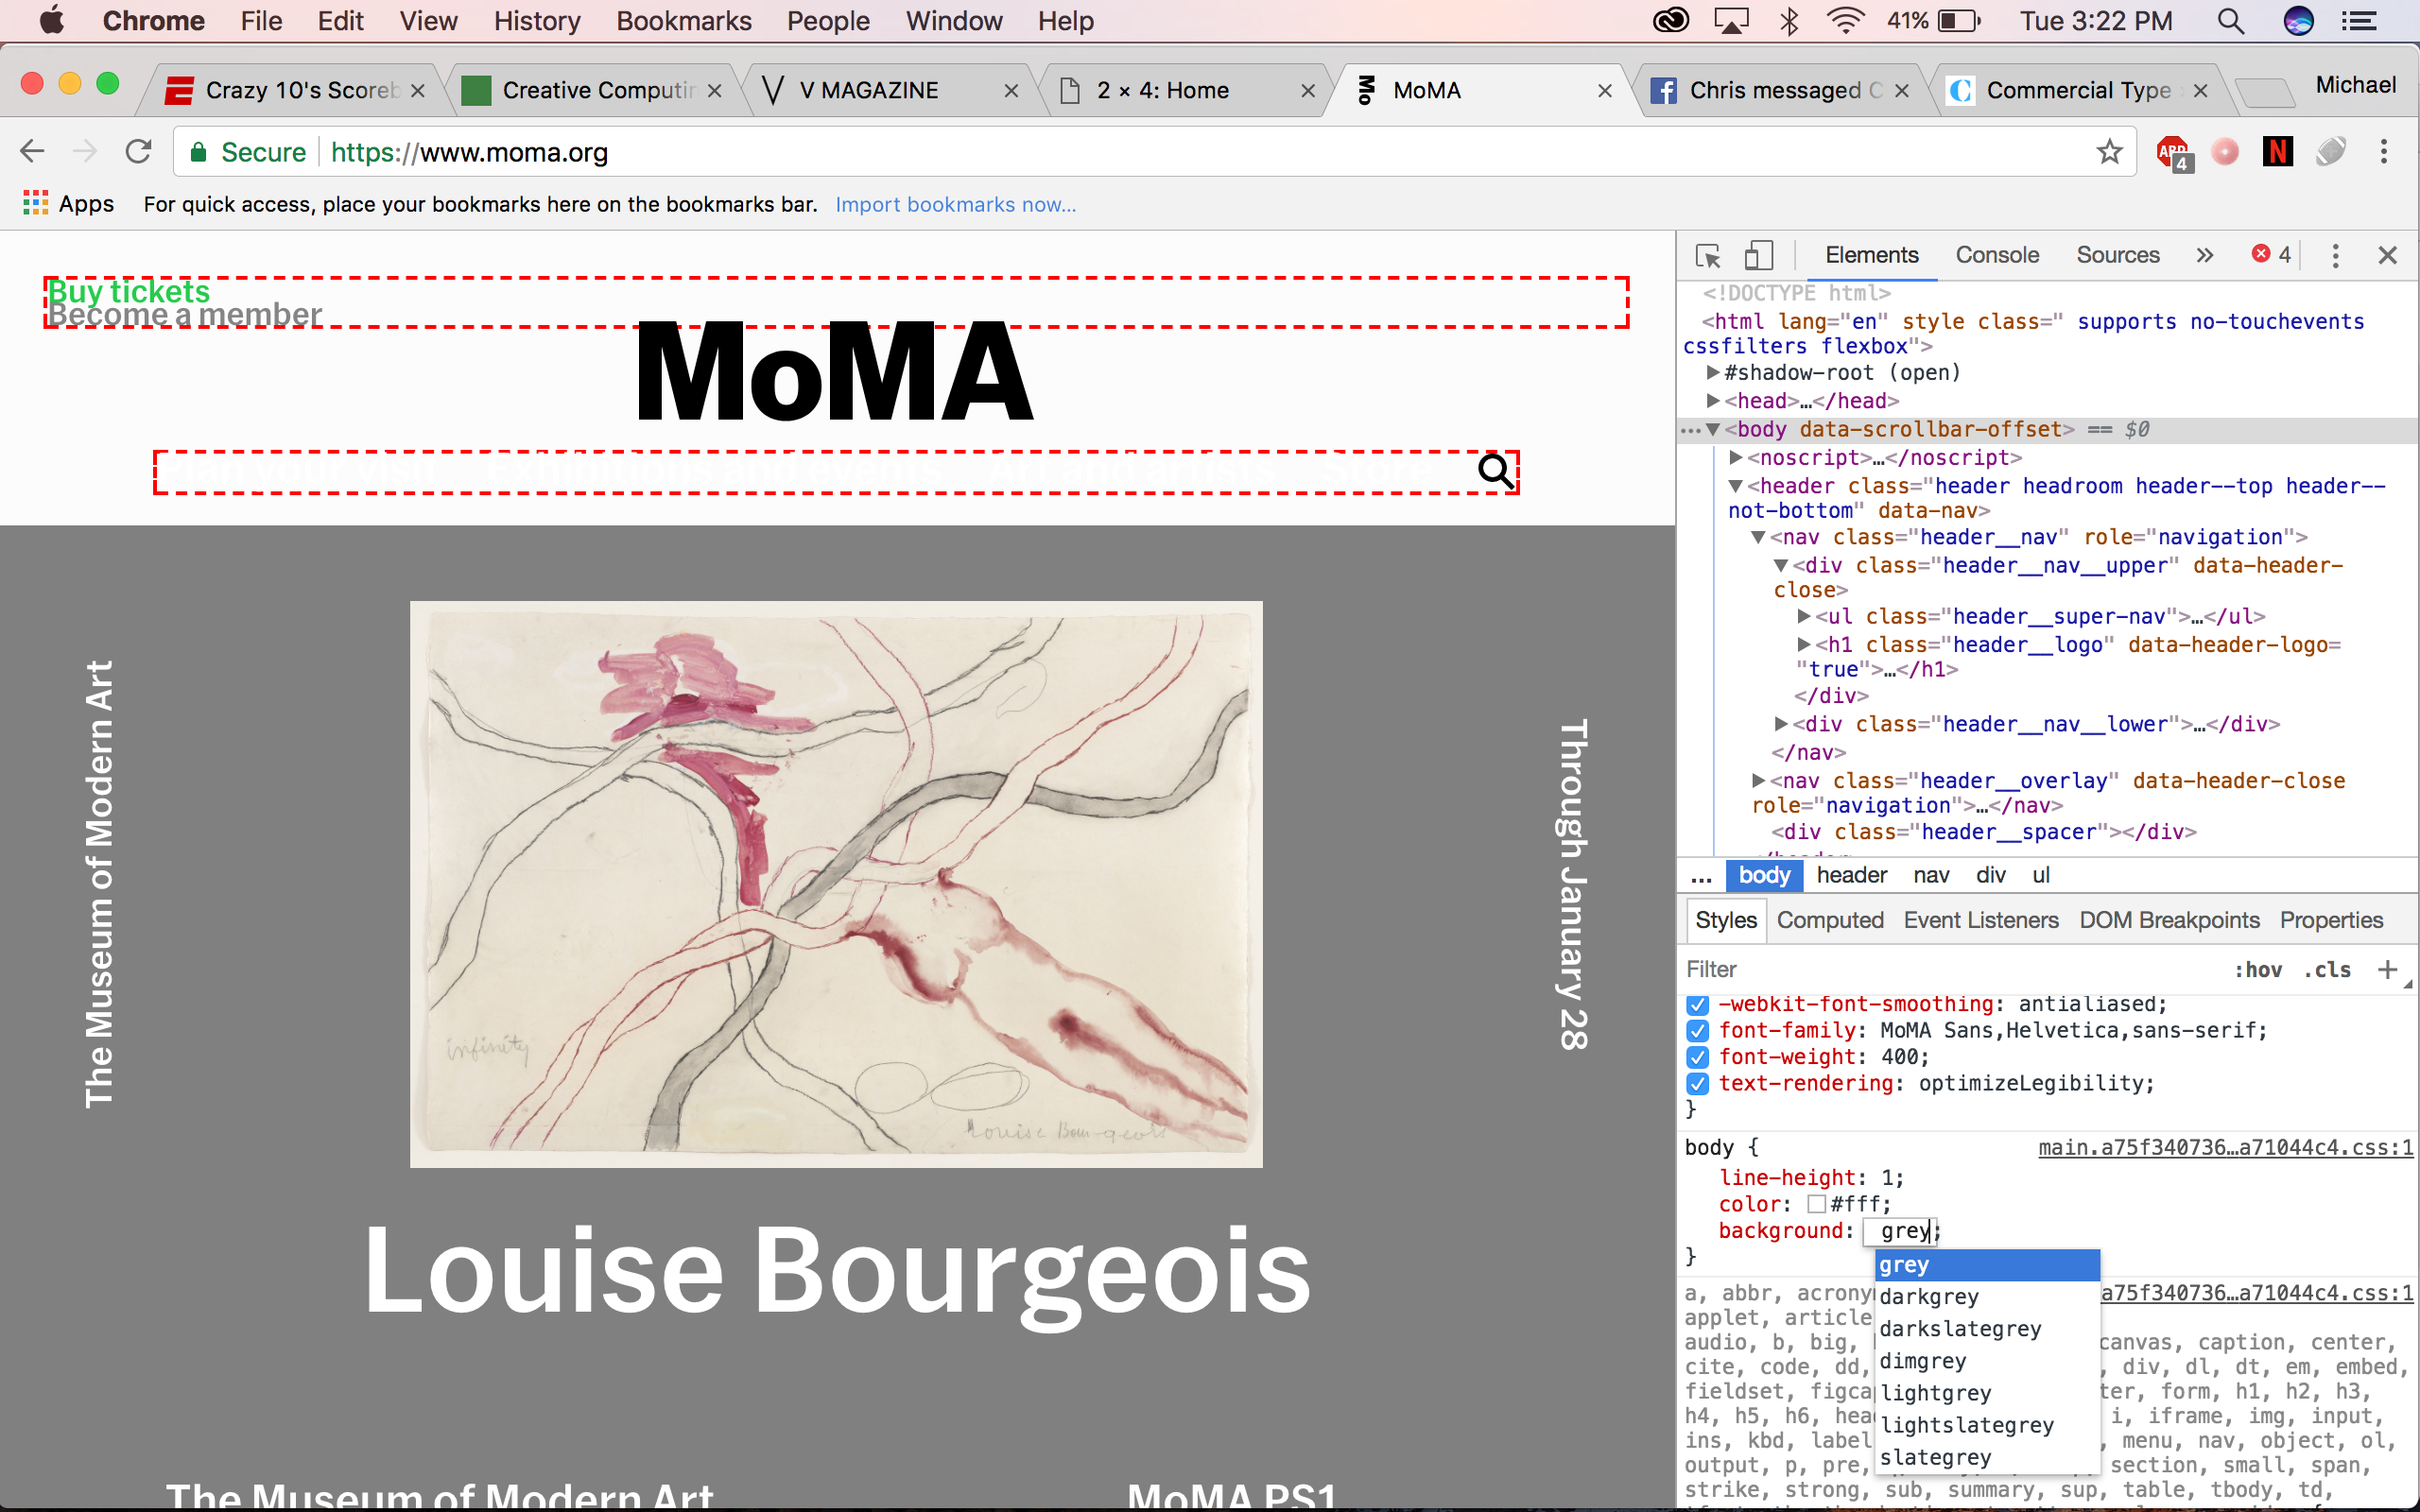 Chrome File Edit View History Bookmarks People Window Help 41% Tue 3:22 PM
Crazy 10's Scoreb Creative Computin V MAGAZINE 2 × 4: Home MoMA Chris messaged C Commercial Type Michael
Secure https://www.moma.org
ABP 4 N
Apps For quick access, place your bookmarks here on the bookmarks bar. Import bookmarks now...
Buy tickets
Become a member
MoMA
The Museum of Modern Art
infinity
Louise Bourgeois
Through January 28
Louise Bourgeois
The Museum of Modern Art MoMA PS1
Elements Console Sources » 4
<!DOCTYPE html>
<html lang="en" style class=" supports no-touchevents
cssfilters flexbox">
▶#shadow-root (open)
▶<head>…</head>
…▼<body data-scrollbar-offset> == $0
▶<noscript>…</noscript>
▼<header class="header headroom header--top header--
not-bottom" data-nav>
▼<nav class="header__nav" role="navigation">
▼<div class="header__nav__upper" data-header-
close>
▶<ul class="header__super-nav">…</ul>
▶<h1 class="header__logo" data-header-logo=
"true">…</h1>
</div>
▶<div class="header__nav__lower">…</div>
</nav>
▶<nav class="header__overlay" data-header-close
role="navigation">…</nav>
<div class="header__spacer"></div>
... body header nav div ul
Styles Computed Event Listeners DOM Breakpoints Properties
Filter :hov .cls +
-webkit-font-smoothing: antialiased;
font-family: MoMA Sans,Helvetica,sans-serif;
font-weight: 400;
text-rendering: optimizeLegibility;
}
body { main.a75f340736…a71044c4.css:1
line-height: 1;
color: #fff;
background: grey;
}
grey
darkgrey
darkslategrey
dimgrey
lightgrey
lightslategrey
slategrey
a, abbr, acrony a75f340736…a71044c4.css:1
applet, article
audio, b, big, canvas, caption, center,
cite, code, dd, , div, dl, dt, em, embed,
fieldset, figca ter, form, h1, h2, h3,
h4, h5, h6, hea i, iframe, img, input,
ins, kbd, label , menu, nav, object, ol,
output, p, pre, section, small, span,
strike, strong, sub, summary, sup, table, tbody, td,